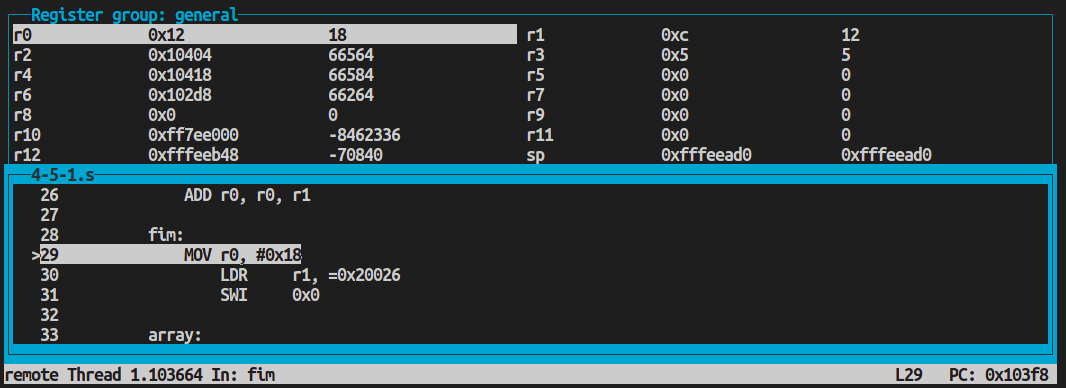 Register group: general
r0 0x12 18 r1 0xc 12
r2 0x10404 66564 r3 0x5 5
r4 0x10418 66584 r5 0x0 0
r6 0x102d8 66264 r7 0x0 0
r8 0x0 0 r9 0x0 0
r10 0xff7ee000 -8462336 r11 0x0 0
r12 0xfffeeb48 -70840 sp 0xfffeead0 0xfffeead0
4-5-1.s
26 ADD r0, r0, r1
27
28 fim:
>29 MOV r0, #0x18
30 LDR r1, =0x20026
31 SWI 0x0
32
33 array:
remote Thread 1.103664 In: fim L29 PC: 0x103f8